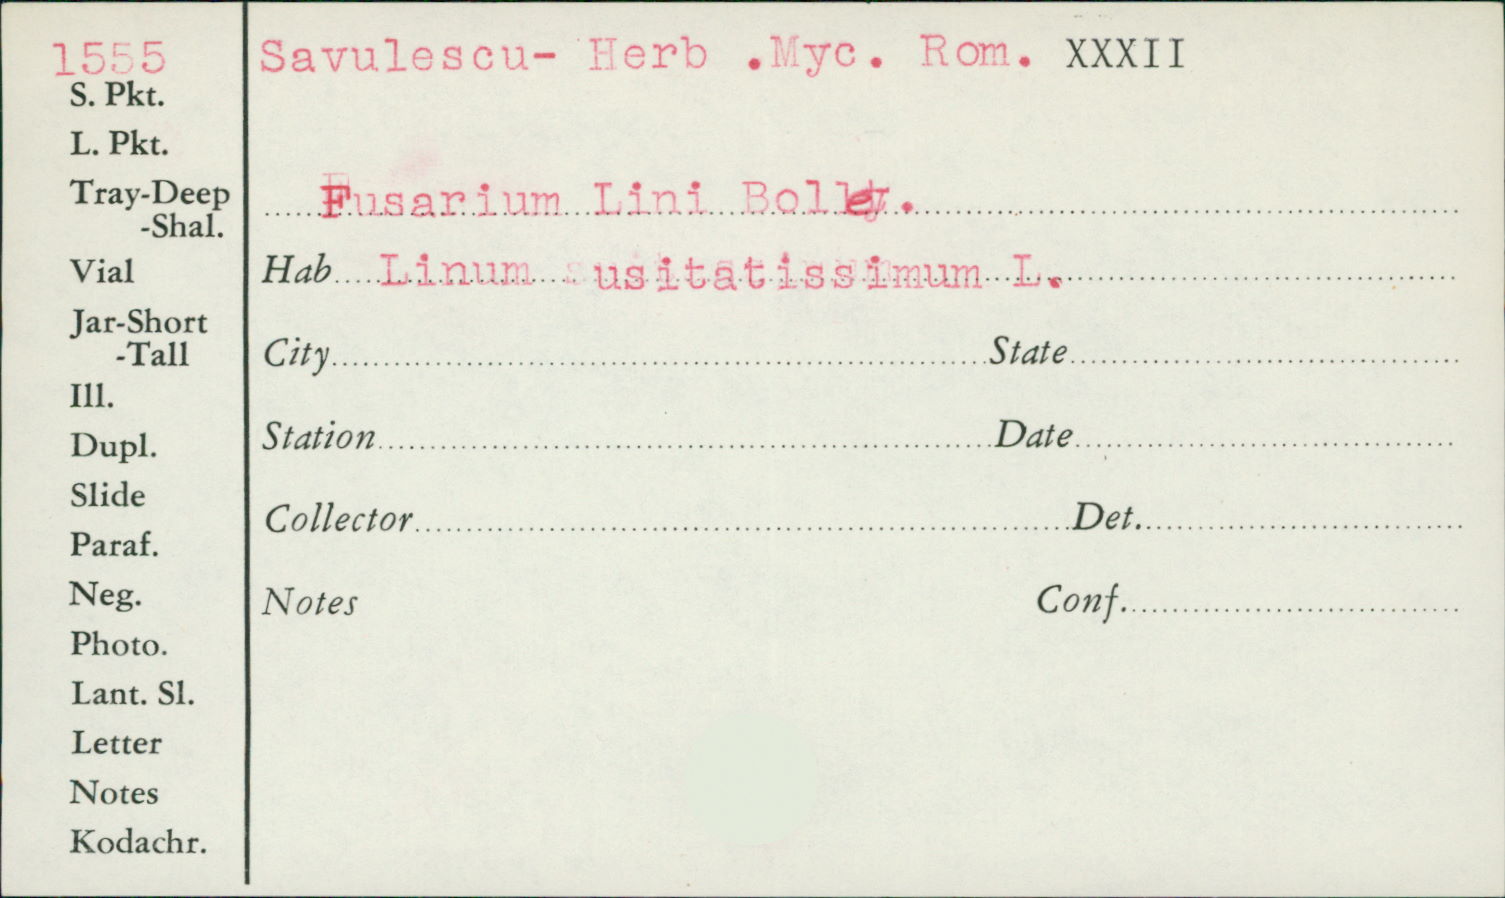 1555 Savulescu- Herb .Myc. Rom. XXXII
S. Pkt.
L. Pkt.
Tray-Deep
-Shal.
Fusarium Lini Bolley.
Vial
Hab Linum usitatissimum L.
Jar-Short
-Tall
City State
Ill.
Dupl.
Station Date
Slide
Collector Det.
Paraf.
Neg.
Notes Conf.
Photo.
Lant. Sl.
Letter
Notes
Kodachr.